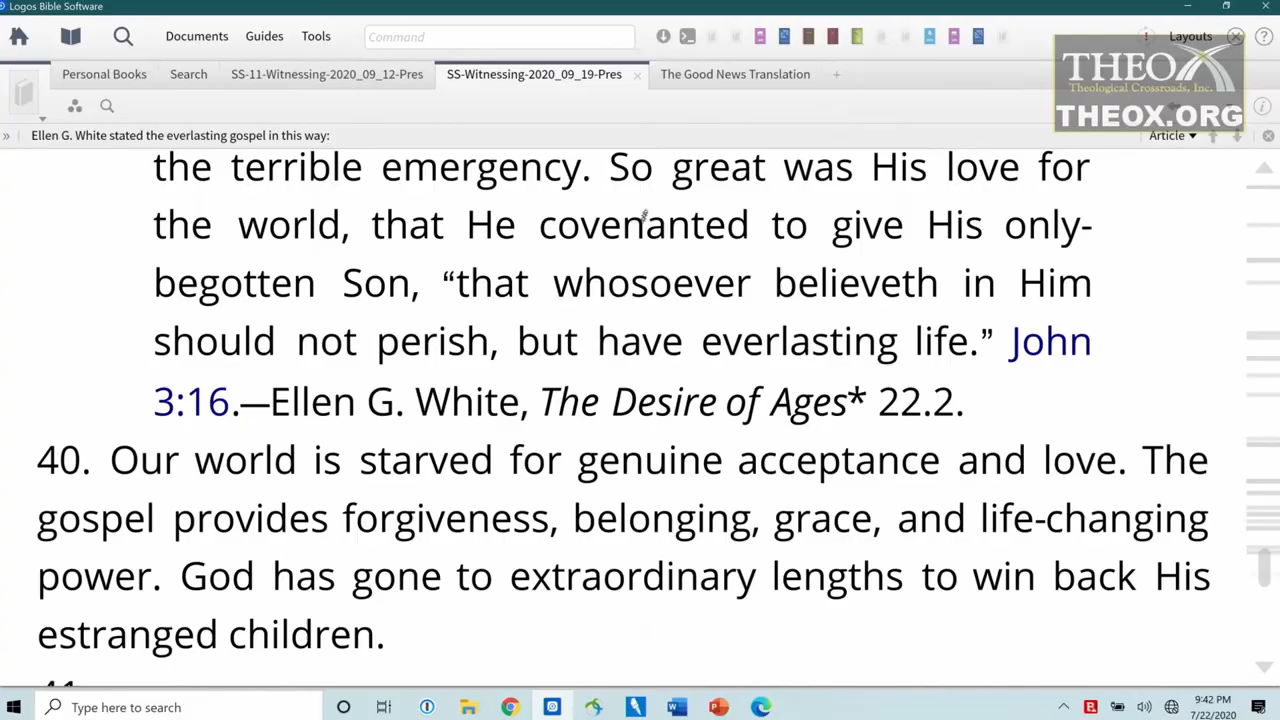 Logos Bible Software
Documents Guides Tools Command Layouts
THEOX
Theological Crossroads, Inc.
THEOX.ORG
Personal Books Search SS-11-Witnessing-2020_09_12-Pres SS-Witnessing-2020_09_19-Pres The Good News Translation
Ellen G. White stated the everlasting gospel in this way: Article
the terrible emergency. So great was His love for
the world, that He covenanted to give His only-
begotten Son, “that whosoever believeth in Him
should not perish, but have everlasting life.” John
3:16.—Ellen G. White, The Desire of Ages* 22.2.
40. Our world is starved for genuine acceptance and love. The
gospel provides forgiveness, belonging, grace, and life-changing
power. God has gone to extraordinary lengths to win back His
estranged children.
Type here to search
9:42 PM
7/22/2020